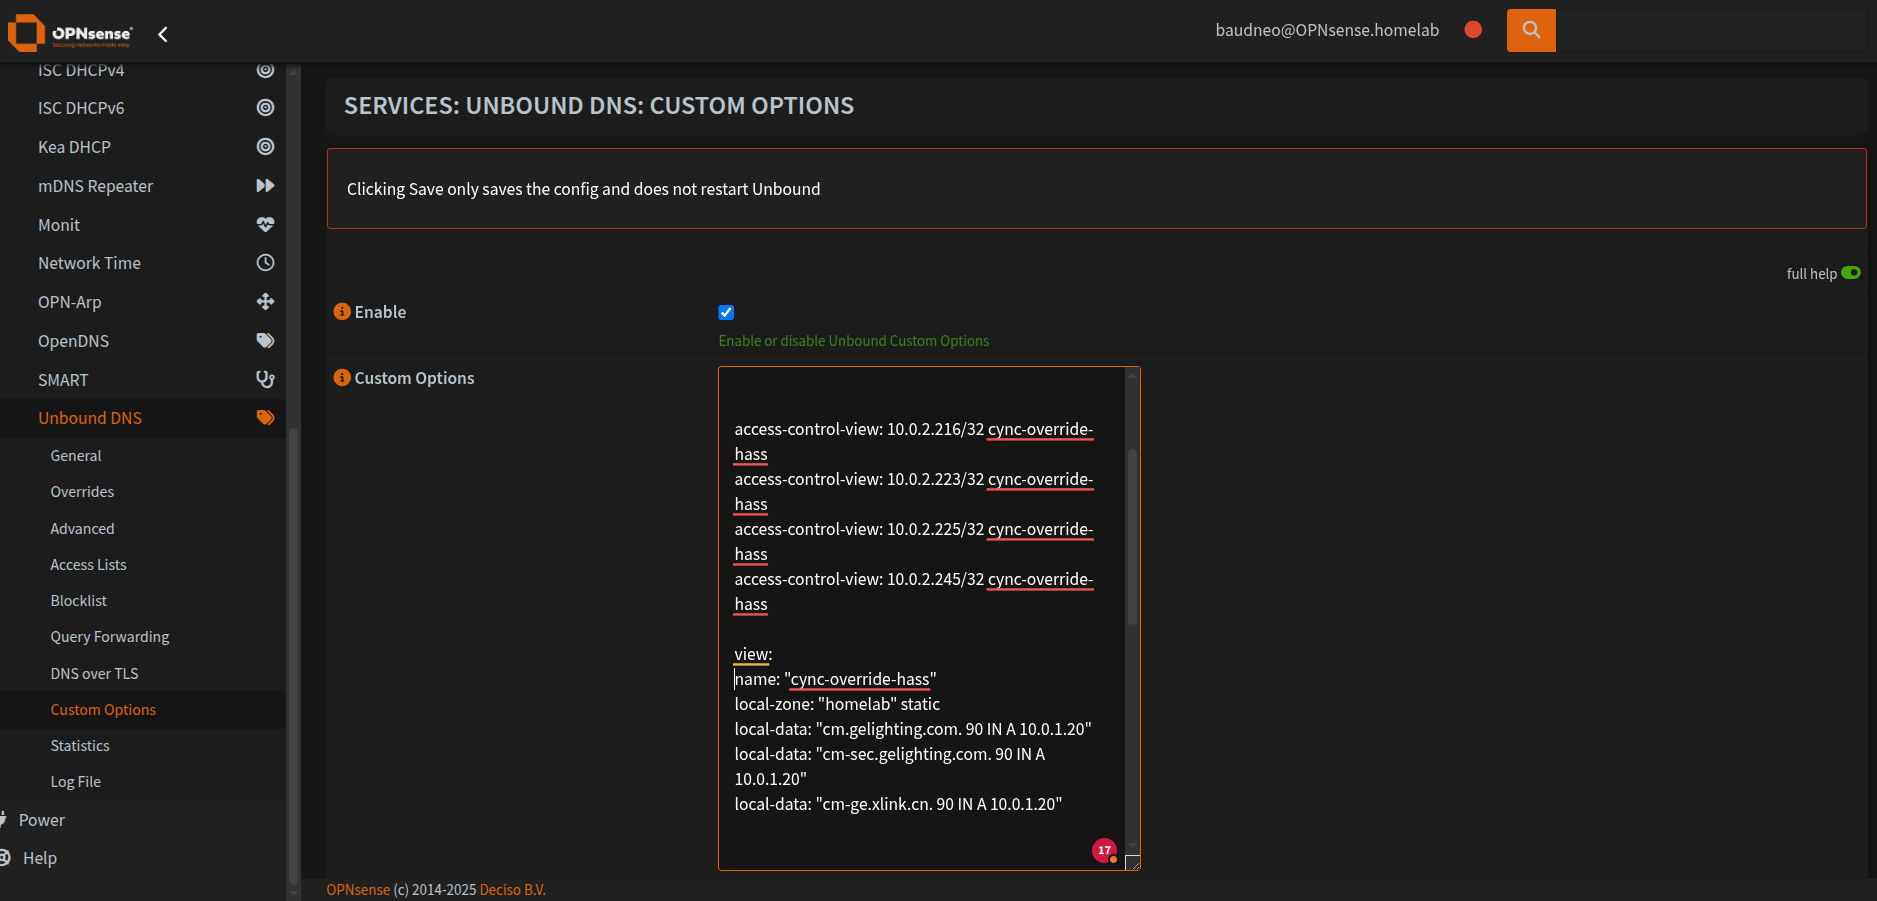 OPNsense
Securing networks made easy
baudneo@OPNsense.homelab
ISC DHCPv4
ISC DHCPv6
Kea DHCP
mDNS Repeater
Monit
Network Time
OPN-Arp
OpenDNS
SMART
Unbound DNS
General
Overrides
Advanced
Access Lists
Blocklist
Query Forwarding
DNS over TLS
Custom Options
Statistics
Log File
Power
Help
SERVICES: UNBOUND DNS: CUSTOM OPTIONS
Clicking Save only saves the config and does not restart Unbound
full help
Enable
Enable or disable Unbound Custom Options
Custom Options
access-control-view: 10.0.2.216/32 cync-override-
hass
access-control-view: 10.0.2.223/32 cync-override-
hass
access-control-view: 10.0.2.225/32 cync-override-
hass
access-control-view: 10.0.2.245/32 cync-override-
hass
view:
name: "cync-override-hass"
local-zone: "homelab" static
local-data: "cm.gelighting.com. 90 IN A 10.0.1.20"
local-data: "cm-sec.gelighting.com. 90 IN A
10.0.1.20"
local-data: "cm-ge.xlink.cn. 90 IN A 10.0.1.20"
17
OPNsense (c) 2014-2025 Deciso B.V.